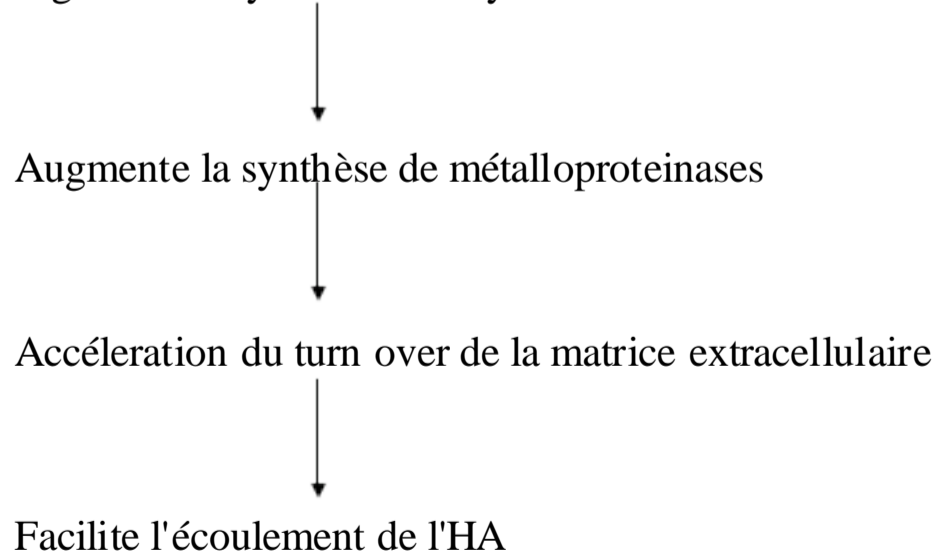 Augmente la synthèse de métalloproteinases
Accéleration du turn over de la matrice extracellulaire
Facilite l'écoulement de l'HA